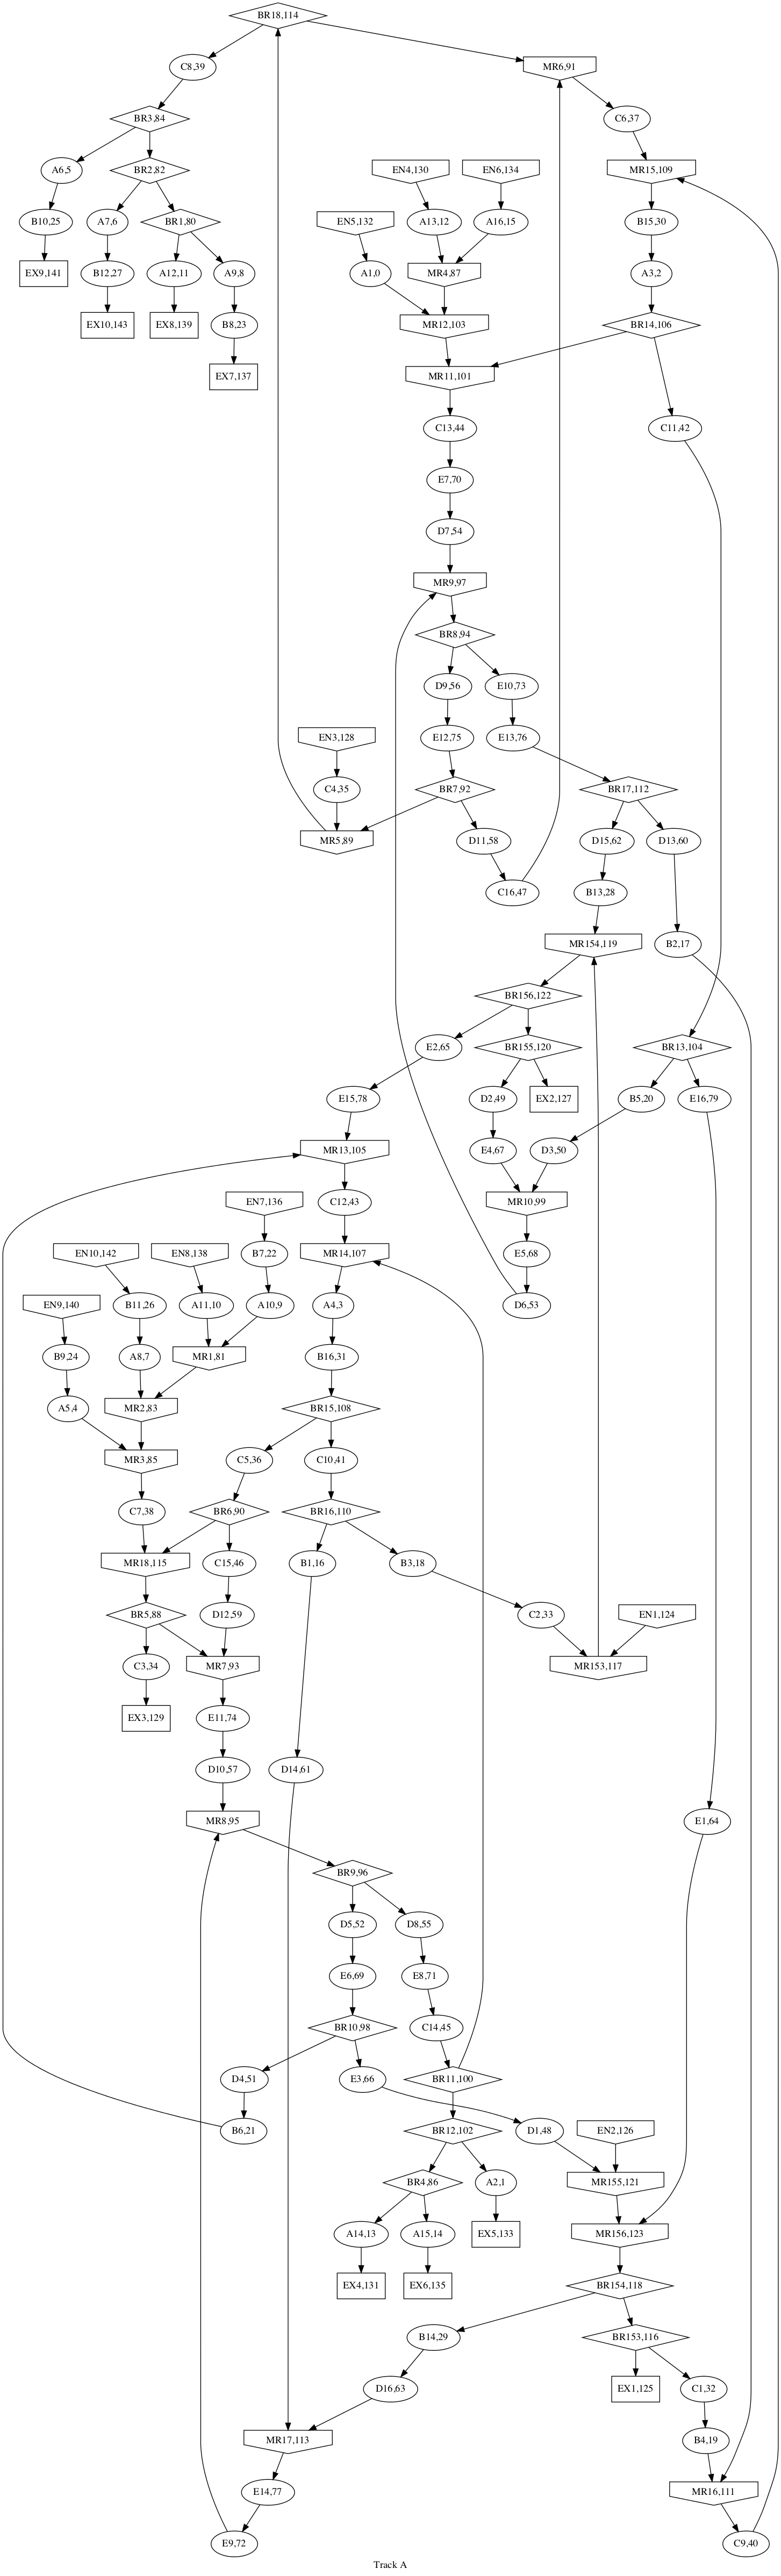 BR18,114
C8,39
MR6,91
BR3,84
C6,37
A6,5
BR2,82
EN4,130
EN6,134
MR15,109
B10,25
A7,6
BR1,80
EN5,132
A13,12
A16,15
B15,30
EX9,141
B12,27
A12,11
A9,8
A1,0
MR4,87
A3,2
EX10,143
EX8,139
B8,23
MR12,103
BR14,106
EX7,137
MR11,101
C13,44
C11,42
E7,70
D7,54
MR9,97
BR8,94
D9,56
E10,73
EN3,128
E12,75
E13,76
C4,35
BR7,92
BR17,112
MR5,89
D11,58
D15,62
D13,60
C16,47
B13,28
MR154,119
B2,17
BR156,122
E2,65
BR155,120
BR13,104
E15,78
D2,49
EX2,127
B5,20
E16,79
MR13,105
E4,67
D3,50
EN7,136
C12,43
MR10,99
EN10,142
EN8,138
B7,22
MR14,107
E5,68
EN9,140
B11,26
A11,10
A10,9
A4,3
D6,53
B9,24
A8,7
MR1,81
B16,31
A5,4
MR2,83
BR15,108
MR3,85
C5,36
C10,41
C7,38
BR6,90
BR16,110
MR18,115
C15,46
B1,16
B3,18
BR5,88
D12,59
C2,33
EN1,124
C3,34
MR7,93
MR153,117
EX3,129
E11,74
D10,57
D14,61
MR8,95
E1,64
BR9,96
D5,52
D8,55
E6,69
E8,71
BR10,98
C14,45
D4,51
E3,66
BR11,100
B6,21
BR12,102
D1,48
EN2,126
BR4,86
A2,1
MR155,121
A14,13
A15,14
EX5,133
MR156,123
EX4,131
EX6,135
BR154,118
B14,29
BR153,116
D16,63
EX1,125
C1,32
MR17,113
B4,19
E14,77
MR16,111
E9,72
C9,40
Track A